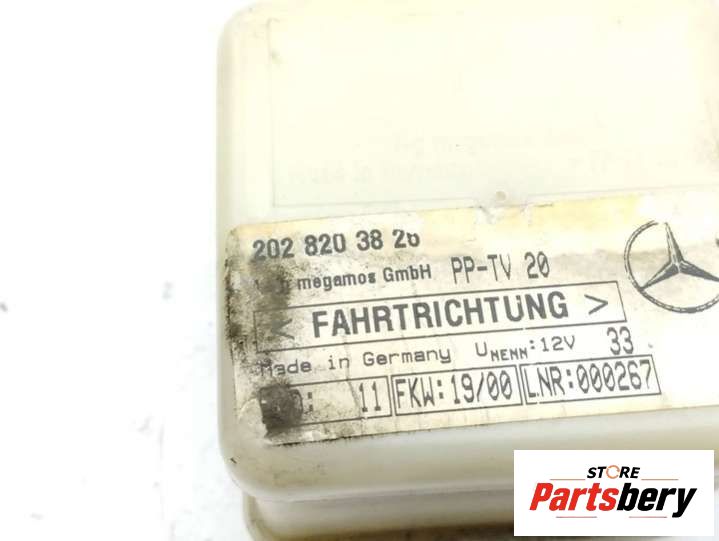 202 820 38 26
megamos GmbH PP-TV 20
< FAHRTRICHTUNG >
Made in Germany UNENN:12V 33
11 FKW:19/00 LNR:000267
STORE
Partsbery